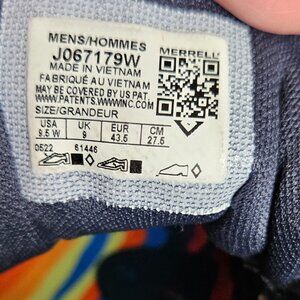 MENS/HOMMES MERRELL
J067179W
MADE IN VIETNAM
FABRIQUÉ AU VIETNAM
MAY BE COVERED BY US PAT
WWW.PATENTS.WWWINC.COM
SIZE/GRANDEUR
USA UK EUR CM
9.5 W 9 43.5 27.5
0522 61446